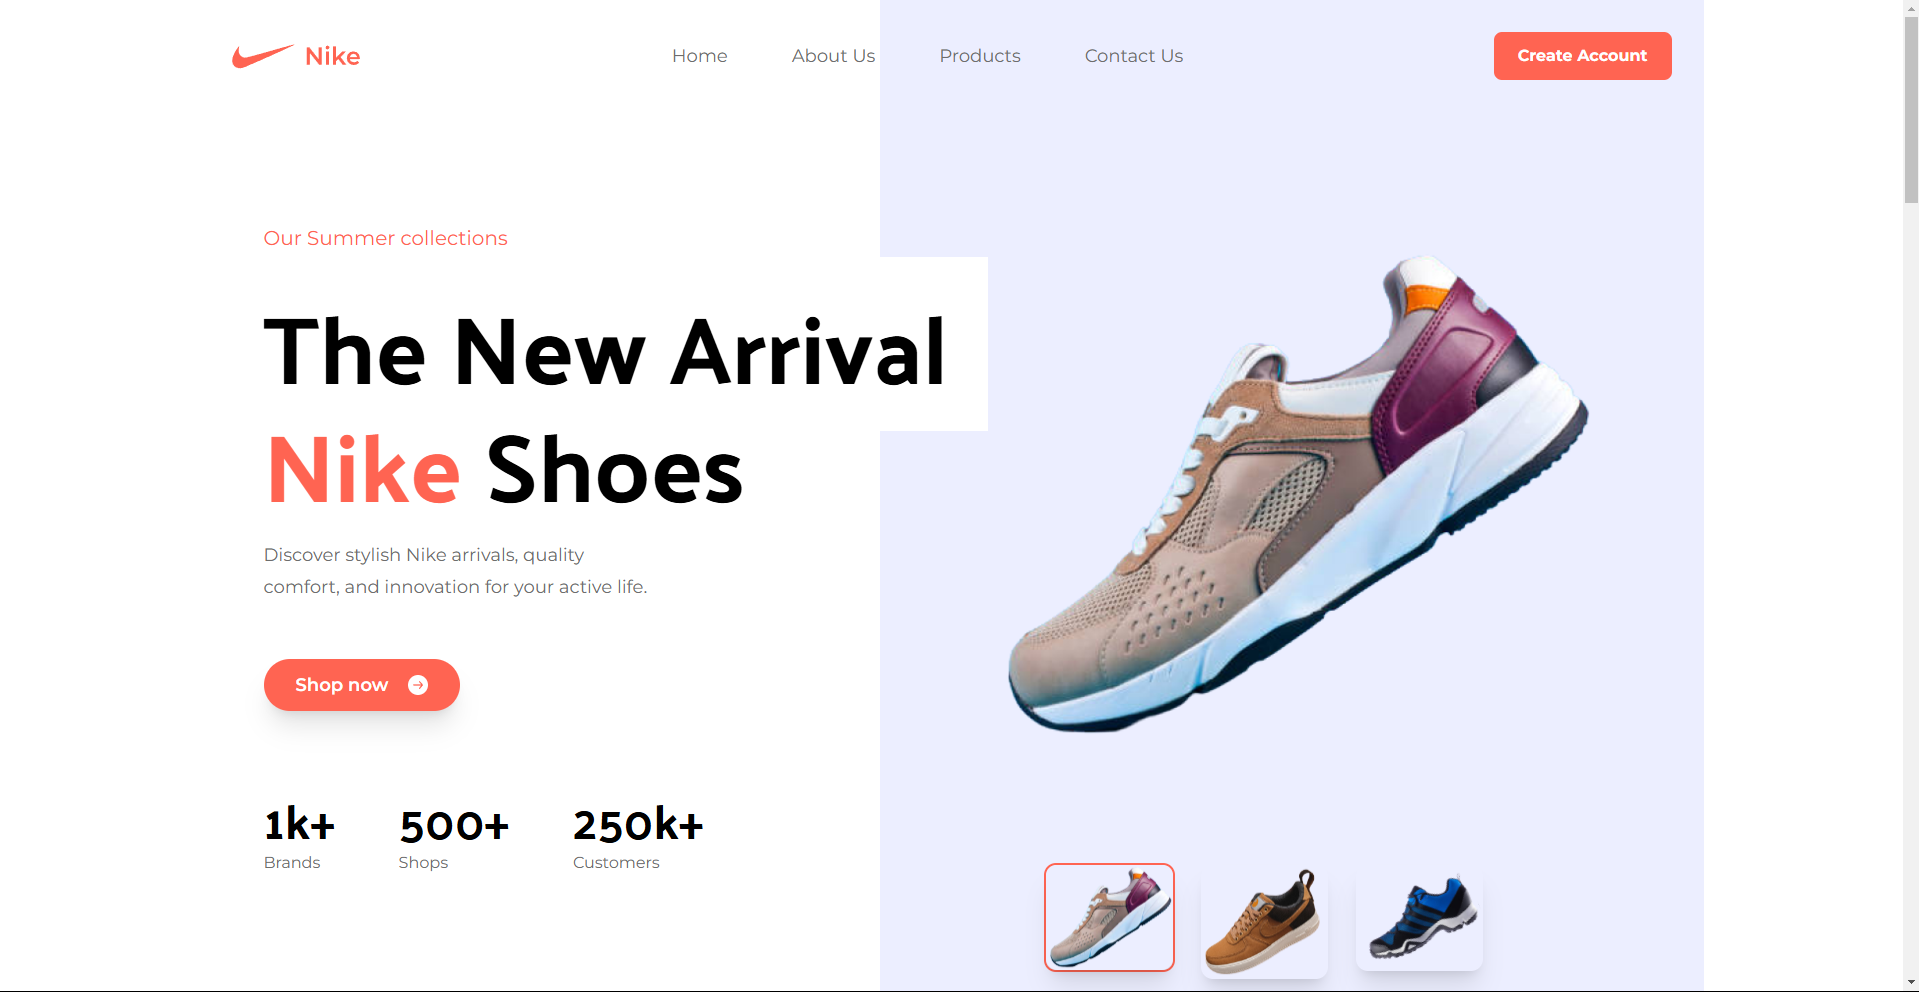 Nike
Home
About Us
Products
Contact Us
Create Account
Our Summer collections
The New Arrival
Nike Shoes
Discover stylish Nike arrivals, quality
comfort, and innovation for your active life.
Shop now
1k+
Brands
500+
Shops
250k+
Customers